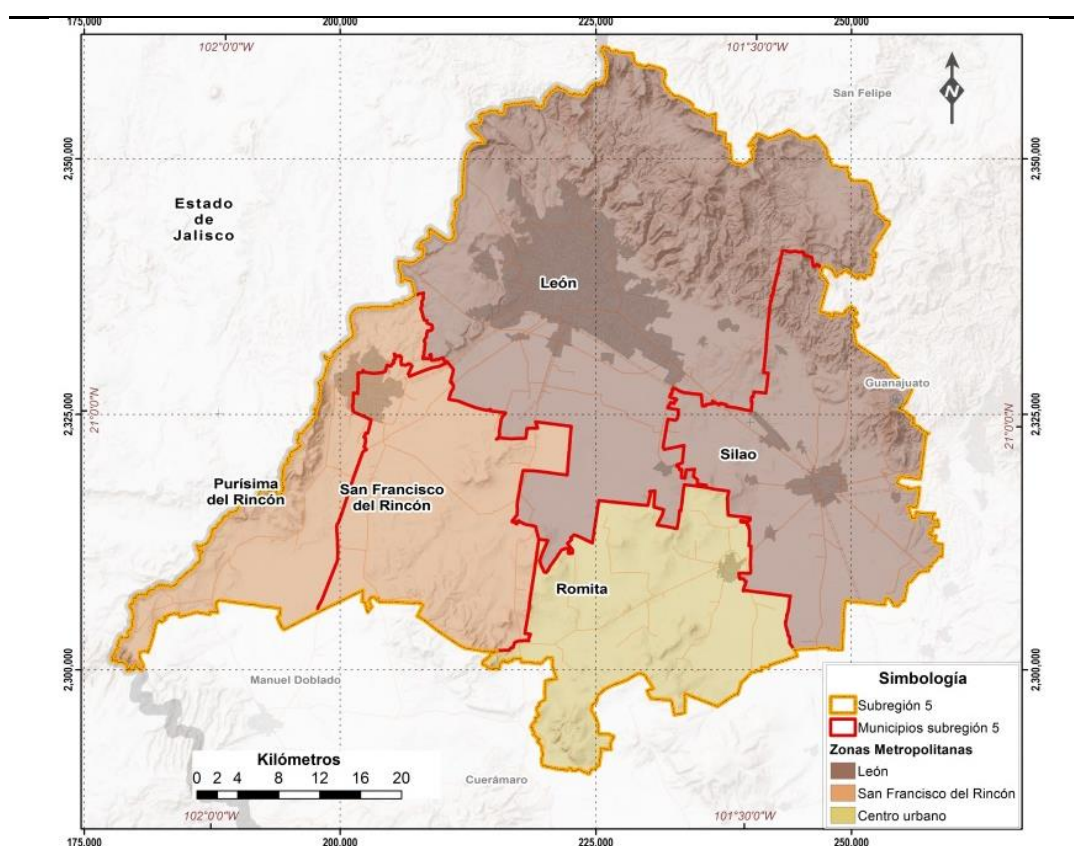 175,000 200,000 225,000 250,000
102°0'0"W 101°30'0"W
San Felipe
N
2,350,000 2,350,000
Estado
de
Jalisco
León
Guanajuato
2,325,000 2,325,000
21°0'0"N 21°0'0"N
Silao
Purísima
del Rincón
San Francisco
del Rincón
Romita
2,300,000 2,300,000
Manuel Doblado
Cuerámaro
Kilómetros
0 2 4 8 12 16 20
Simbología
Subregión 5
Municipios subregión 5
Zonas Metropolitanas
León
San Francisco del Rincón
Centro urbano
102°0'0"W 101°30'0"W
175,000 200,000 225,000 250,000